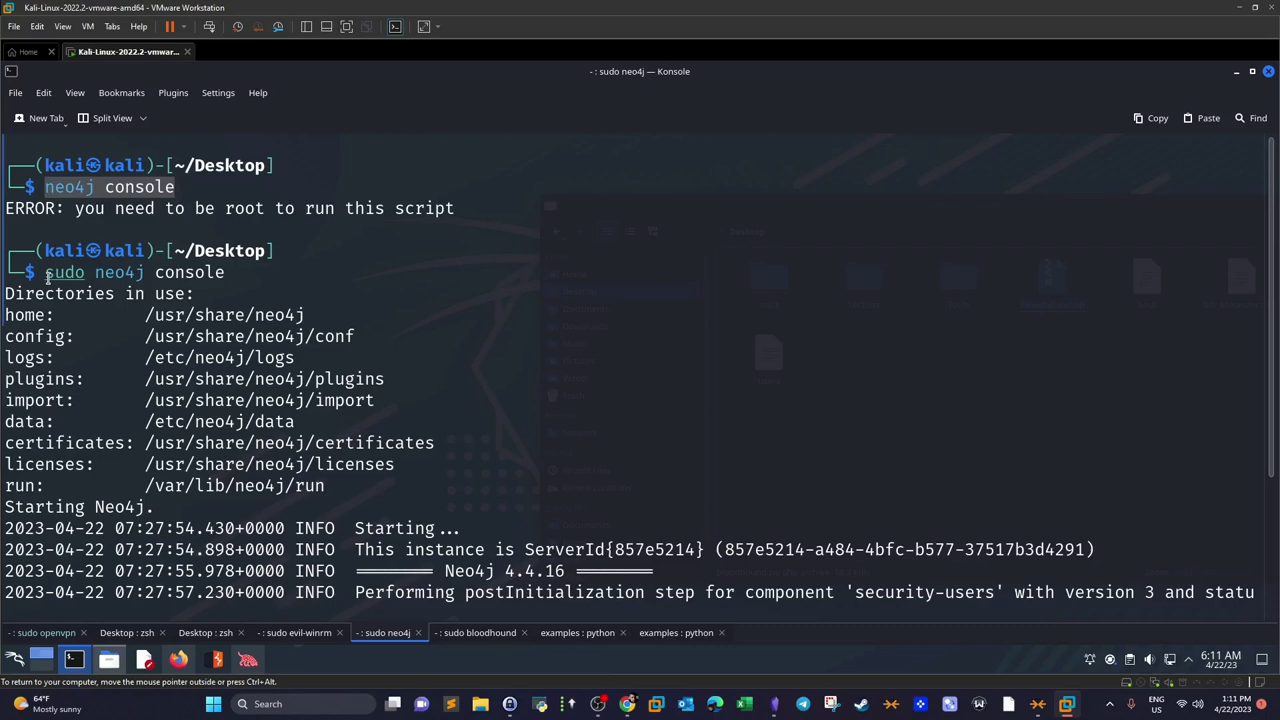 Kali-Linux-2022.2-vmware-amd64 - VMware Workstation
File Edit View VM Tabs Help
Home Kali-Linux-2022.2-vmwar...
- : sudo neo4j — Konsole
File Edit View Bookmarks Plugins Settings Help
New Tab Split View Copy Paste Find
┌──(kali㉿kali)-[~/Desktop]
└─$ neo4j console
ERROR: you need to be root to run this script
┌──(kali㉿kali)-[~/Desktop]
└─$ sudo neo4j console
Directories in use:
home: /usr/share/neo4j
config: /usr/share/neo4j/conf
logs: /etc/neo4j/logs
plugins: /usr/share/neo4j/plugins
import: /usr/share/neo4j/import
data: /etc/neo4j/data
certificates: /usr/share/neo4j/certificates
licenses: /usr/share/neo4j/licenses
run: /var/lib/neo4j/run
Starting Neo4j.
2023-04-22 07:27:54.430+0000 INFO Starting...
2023-04-22 07:27:54.898+0000 INFO This instance is ServerId{857e5214} (857e5214-a484-4bfc-b577-37517b3d4291)
2023-04-22 07:27:55.978+0000 INFO ======== Neo4j 4.4.16 ========
2023-04-22 07:27:57.230+0000 INFO Performing postInitialization step for component 'security-users' with version 3 and statu
- : sudo openvpn Desktop : zsh Desktop : zsh - : sudo evil-winrm - : sudo neo4j - : sudo bloodhound examples : python examples : python
6:11 AM
4/22/23
To return to your computer, move the mouse pointer outside or press Ctrl+Alt.
64°F
Mostly sunny
Search
ENG
US
1:11 PM
4/22/2023